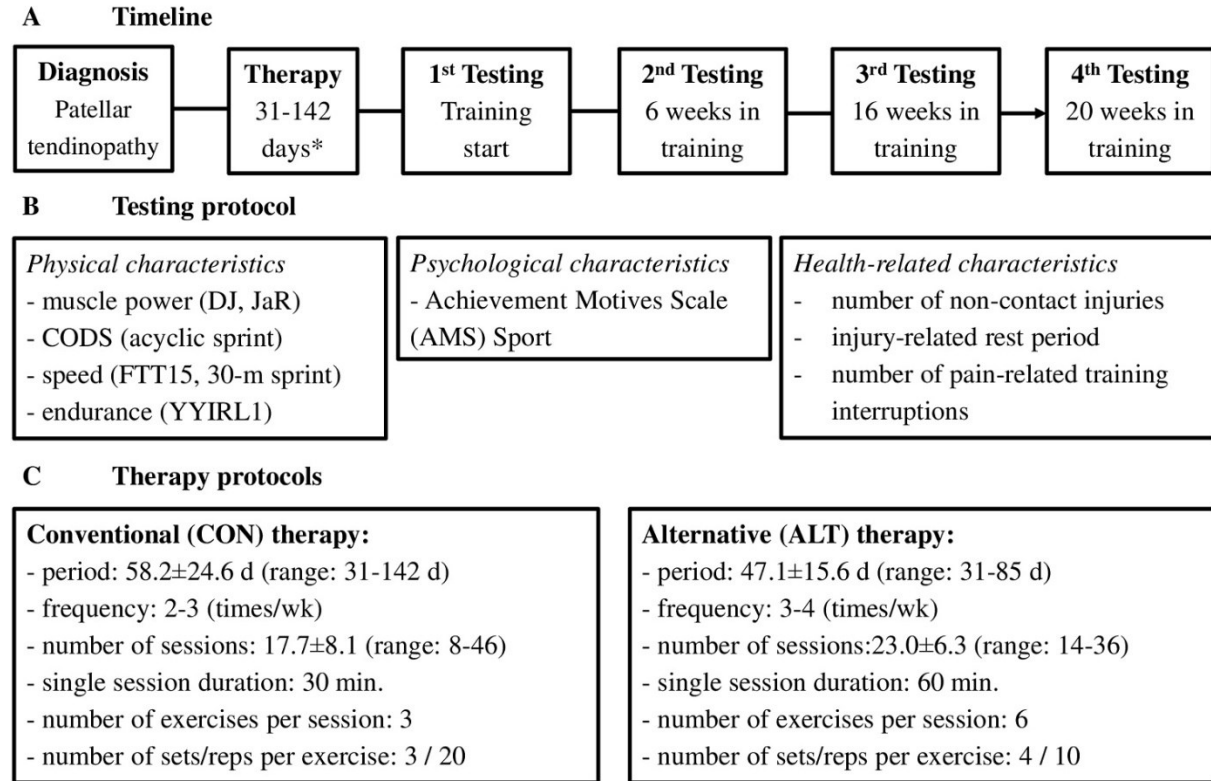 A Timeline
Diagnosis
Patellar
tendinopathy
Therapy
31-142
days*
1st Testing
Training
start
2nd Testing
6 weeks in
training
3rd Testing
16 weeks in
training
4th Testing
20 weeks in
training
B Testing protocol
Physical characteristics
- muscle power (DJ, JaR)
- CODS (acyclic sprint)
- speed (FTT15, 30-m sprint)
- endurance (YYIRL1)
Psychological characteristics
- Achievement Motives Scale
(AMS) Sport
Health-related characteristics
- number of non-contact injuries
- injury-related rest period
- number of pain-related training
interruptions
C Therapy protocols
Conventional (CON) therapy:
- period: 58.2±24.6 d (range: 31-142 d)
- frequency: 2-3 (times/wk)
- number of sessions: 17.7±8.1 (range: 8-46)
- single session duration: 30 min.
- number of exercises per session: 3
- number of sets/reps per exercise: 3 / 20
Alternative (ALT) therapy:
- period: 47.1±15.6 d (range: 31-85 d)
- frequency: 3-4 (times/wk)
- number of sessions:23.0±6.3 (range: 14-36)
- single session duration: 60 min.
- number of exercises per session: 6
- number of sets/reps per exercise: 4 / 10